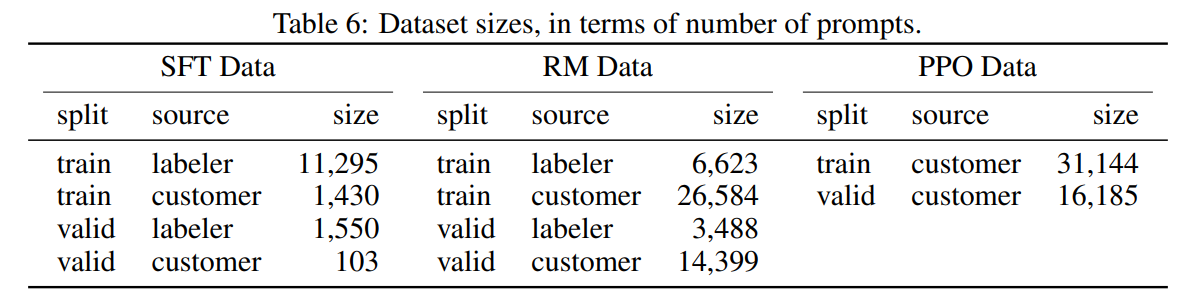 Table 6: Dataset sizes, in terms of number of prompts.
SFT Data RM Data PPO Data
split source size split source size split source size
train labeler 11,295 train labeler 6,623 train customer 31,144
train customer 1,430 train customer 26,584 valid customer 16,185
valid labeler 1,550 valid labeler 3,488
valid customer 103 valid customer 14,399